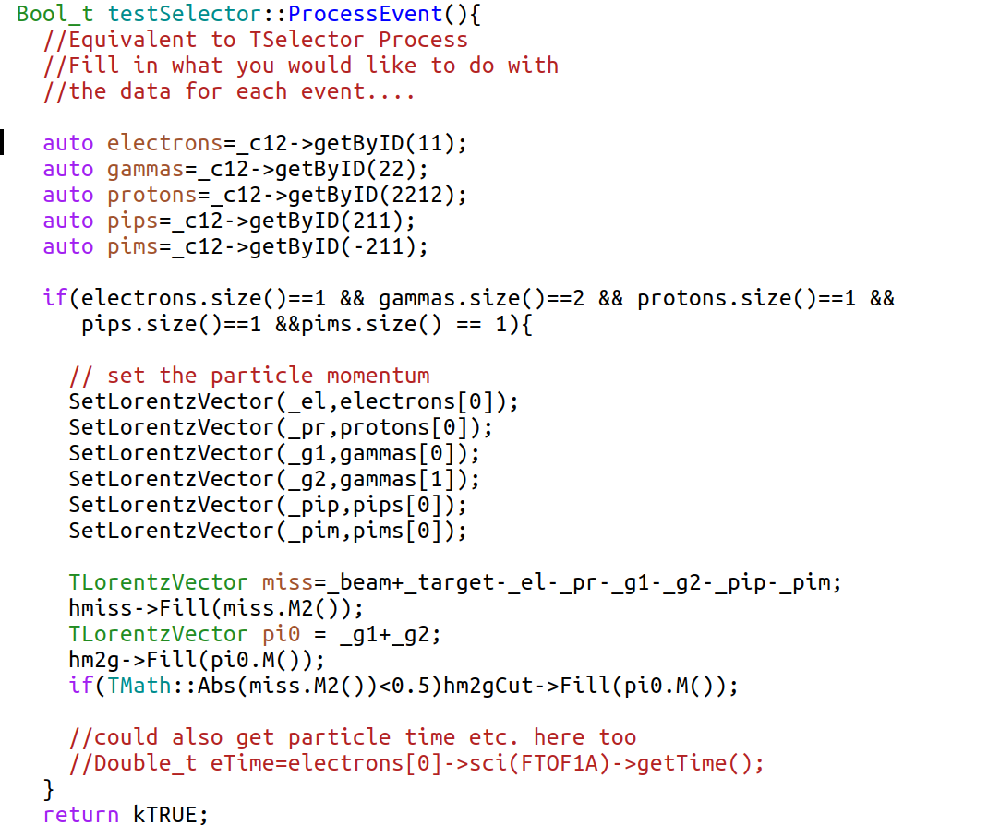 Bool_t testSelector::ProcessEvent(){
//Equivalent to TSelector Process
//Fill in what you would like to do with
//the data for each event....
auto electrons=_c12->getByID(11);
auto gammas=_c12->getByID(22);
auto protons=_c12->getByID(2212);
auto pips=_c12->getByID(211);
auto pims=_c12->getByID(-211);
if(electrons.size()==1 && gammas.size()==2 && protons.size()==1 &&
pips.size()==1 &&pims.size() == 1){
// set the particle momentum
SetLorentzVector(_el,electrons[0]);
SetLorentzVector(_pr,protons[0]);
SetLorentzVector(_g1,gammas[0]);
SetLorentzVector(_g2,gammas[1]);
SetLorentzVector(_pip,pips[0]);
SetLorentzVector(_pim,pims[0]);
TLorentzVector miss=_beam+_target-_el-_pr-_g1-_g2-_pip-_pim;
hmiss->Fill(miss.M2());
TLorentzVector pi0 = _g1+_g2;
hm2g->Fill(pi0.M());
if(TMath::Abs(miss.M2())<0.5)hm2gCut->Fill(pi0.M());
//could also get particle time etc. here too
//Double_t eTime=electrons[0]->sci(FTOF1A)->getTime();
}
return kTRUE;